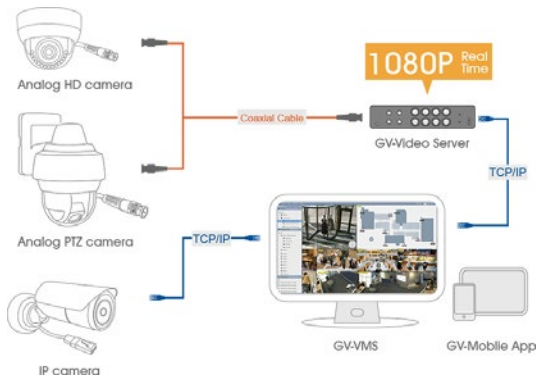 Analog HD camera
1080P Real Time
Coaxial Cable
GV-Video Server
TCP/IP
Analog PTZ camera
TCP/IP
IP camera
GV-VMS
GV-Moblie App